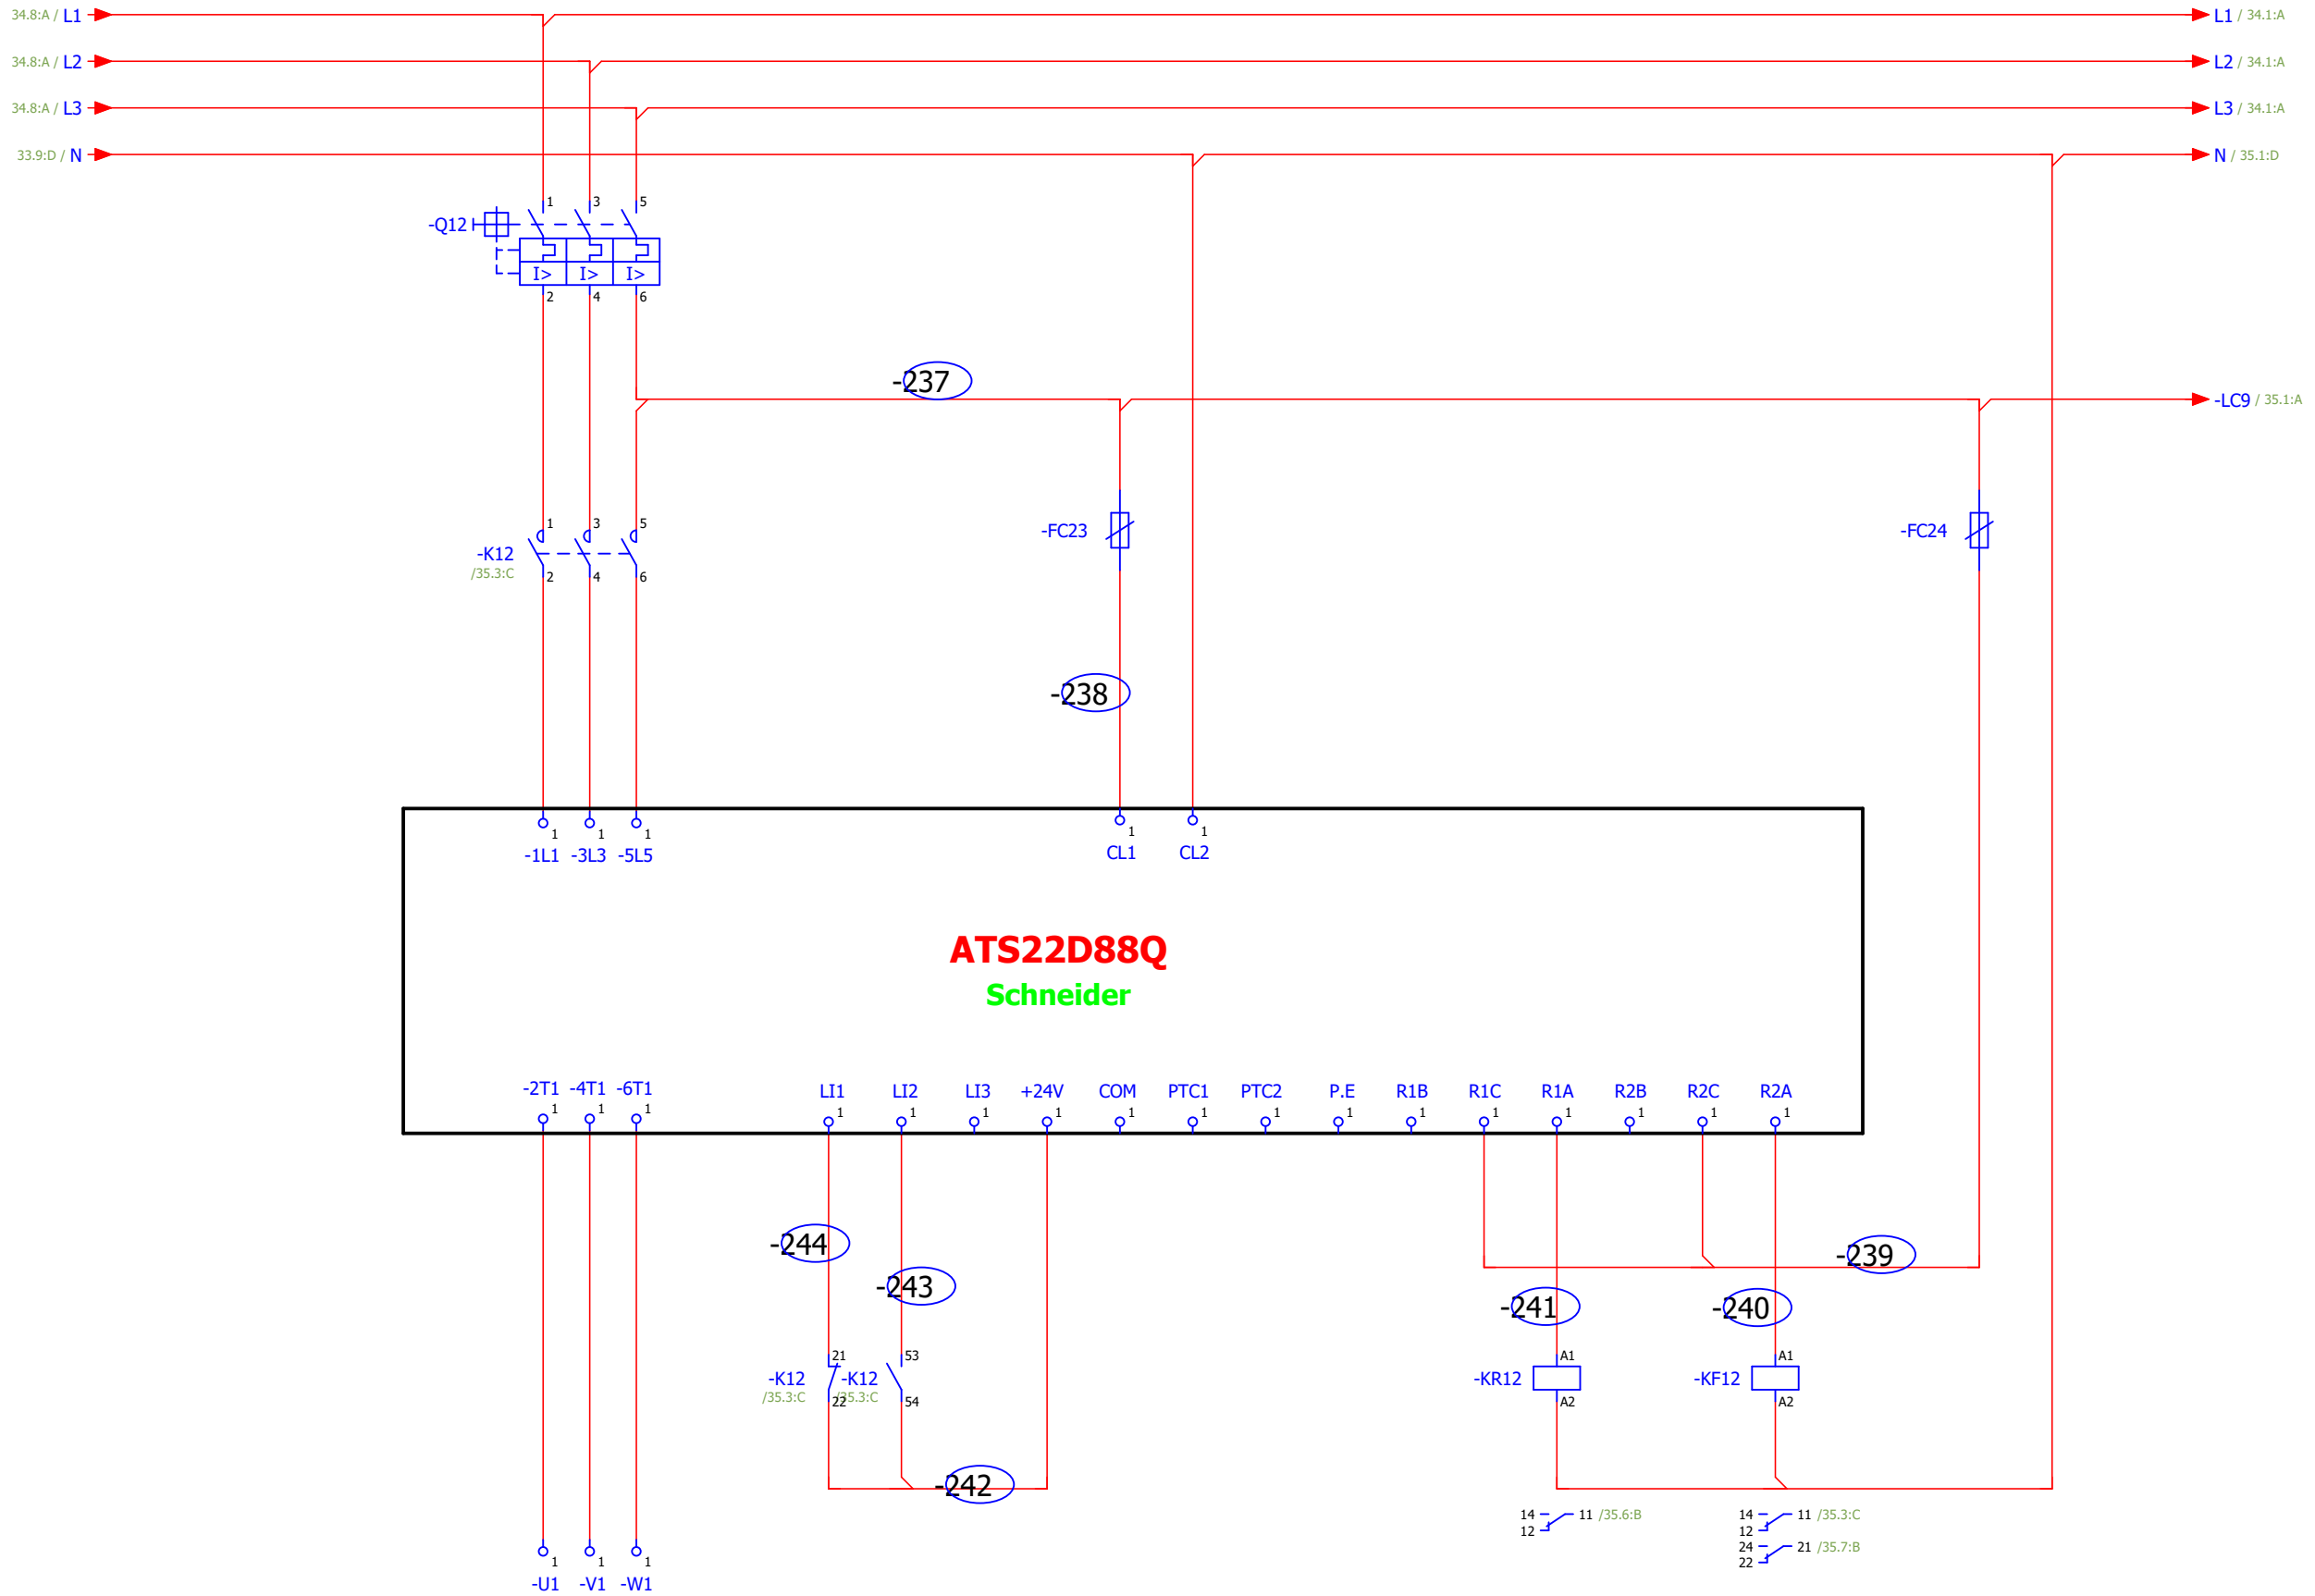 34.8:A / L1
L1 / 34.1:A
34.8:A / L2
L2 / 34.1:A
34.8:A / L3
L3 / 34.1:A
33.9:D / N
N / 35.1:D
1 3 5
-Q12
I> I> I>
2 4 6
-237
-LC9 / 35.1:A
1 3 5
-K12
/35.3:C
2 4 6
-FC23
-FC24
-238
1 1 1 1 1
-1L1 -3L3 -5L5 CL1 CL2
ATS22D88Q
Schneider
-2T1 -4T1 -6T1 LI1 LI2 LI3 +24V COM PTC1 PTC2 P.E R1B R1C R1A R2B R2C R2A
1 1 1 1 1 1 1 1 1 1 1 1 1 1 1 1 1
-244
-243
-239
-241
-240
21 53 A1 A1
-K12 -K12 -KR12 -KF12
/35.3:C /35.3:C
22 54 A2 A2
-242
14 11 /35.6:B
12
14 11 /35.3:C
12
24 21 /35.7:B
22
1 1 1
-U1 -V1 -W1